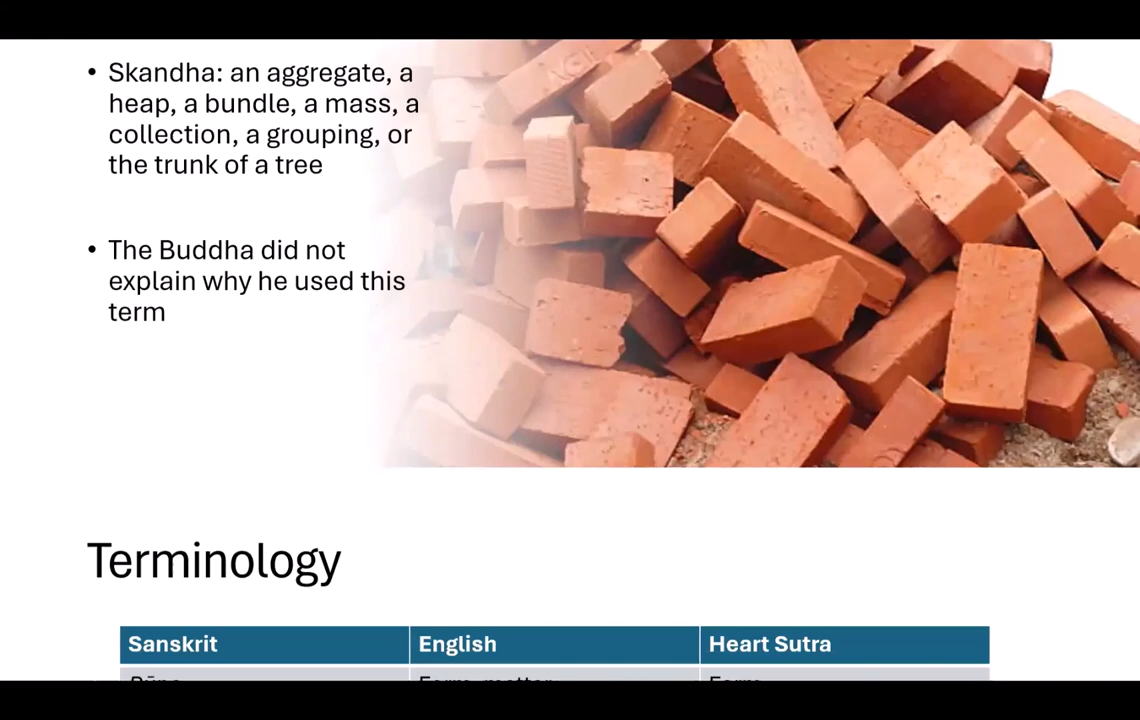 • Skandha: an aggregate, a
heap, a bundle, a mass, a
collection, a grouping, or
the trunk of a tree
• The Buddha did not
explain why he used this
term
Terminology
Sanskrit English Heart Sutra